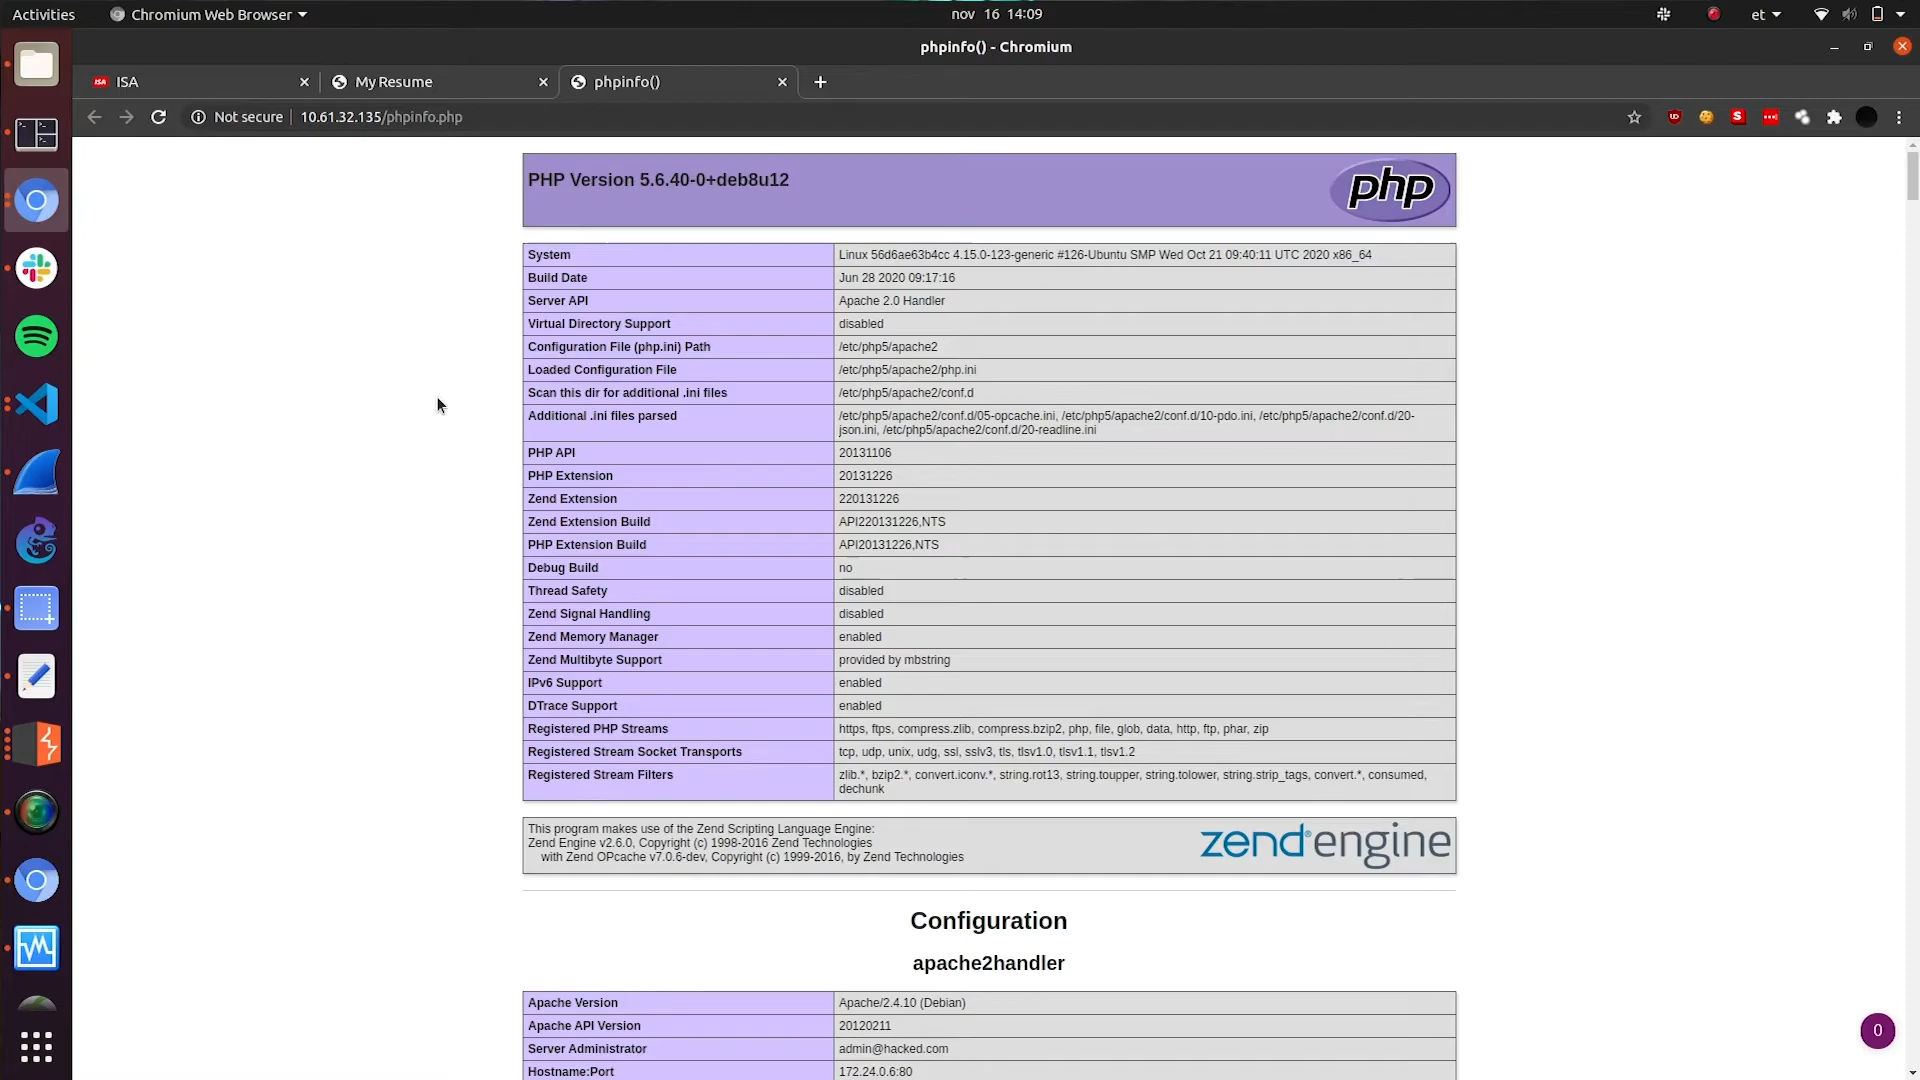 Activities
Chromium Web Browser
nov 16 14:09
et
phpinfo() - Chromium
ISA
ISA
My Resume
phpinfo()
Not secure
10.61.32.135/phpinfo.php
PHP Version 5.6.40-0+deb8u12
php
System
Linux 56d6ae63b4cc 4.15.0-123-generic #126-Ubuntu SMP Wed Oct 21 09:40:11 UTC 2020 x86_64
Build Date
Jun 28 2020 09:17:16
Server API
Apache 2.0 Handler
Virtual Directory Support
disabled
Configuration File (php.ini) Path
/etc/php5/apache2
Loaded Configuration File
/etc/php5/apache2/php.ini
Scan this dir for additional .ini files
/etc/php5/apache2/conf.d
Additional .ini files parsed
/etc/php5/apache2/conf.d/05-opcache.ini, /etc/php5/apache2/conf.d/10-pdo.ini, /etc/php5/apache2/conf.d/20-
json.ini, /etc/php5/apache2/conf.d/20-readline.ini
PHP API
20131106
PHP Extension
20131226
Zend Extension
220131226
Zend Extension Build
API220131226,NTS
PHP Extension Build
API20131226,NTS
Debug Build
no
Thread Safety
disabled
Zend Signal Handling
disabled
Zend Memory Manager
enabled
Zend Multibyte Support
provided by mbstring
IPv6 Support
enabled
DTrace Support
enabled
Registered PHP Streams
https, ftps, compress.zlib, compress.bzip2, php, file, glob, data, http, ftp, phar, zip
Registered Stream Socket Transports
tcp, udp, unix, udg, ssl, sslv3, tls, tlsv1.0, tlsv1.1, tlsv1.2
Registered Stream Filters
zlib.*, bzip2.*, convert.iconv.*, string.rot13, string.toupper, string.tolower, string.strip_tags, convert.*, consumed,
dechunk
This program makes use of the Zend Scripting Language Engine:
Zend Engine v2.6.0, Copyright (c) 1998-2016 Zend Technologies
with Zend OPcache v7.0.6-dev, Copyright (c) 1999-2016, by Zend Technologies
zend®engine
Configuration
apache2handler
Apache Version
Apache/2.4.10 (Debian)
Apache API Version
20120211
Server Administrator
admin@hacked.com
Hostname:Port
172.24.0.6:80
0